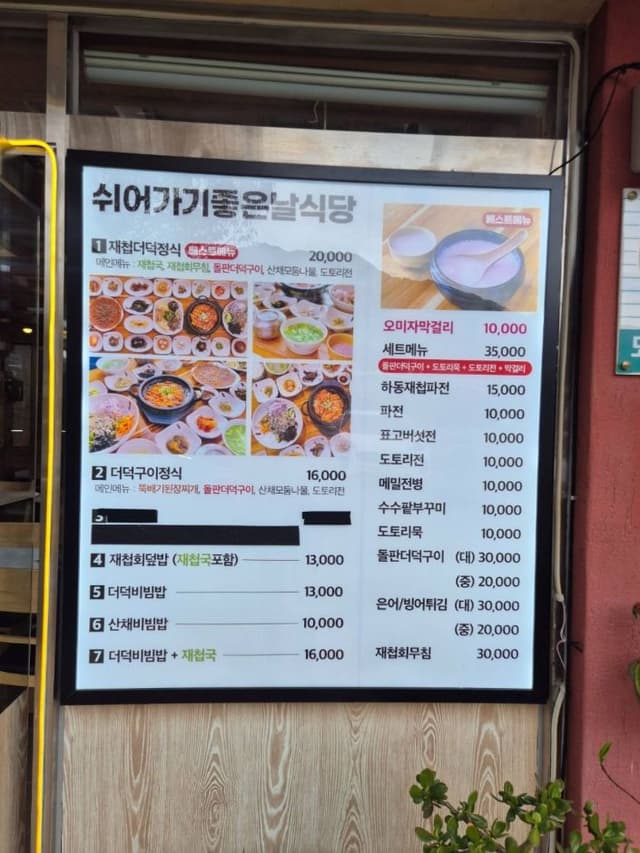 쉬어가기좋은날식당
1 재첩더덕정식 베스트메뉴 20,000
메인메뉴 : 재첩국, 재첩회무침, 돌판더덕구이, 산채모둠나물, 도토리전
2 더덕구이정식 16,000
메인메뉴 : 뚝배기된장찌개, 돌판더덕구이, 산채모둠나물, 도토리전
4 재첩회덮밥 (재첩국포함) 13,000
5 더덕비빔밥 13,000
6 산채비빔밥 10,000
7 더덕비빔밥 + 재첩국 16,000
베스트메뉴
오미자막걸리 10,000
세트메뉴 35,000
돌판더덕구이 + 도토리묵 + 도토리전 + 막걸리
하동재첩파전 15,000
파전 10,000
표고버섯전 10,000
도토리전 10,000
메밀전병 10,000
수수팥부꾸미 10,000
도토리묵 10,000
돌판더덕구이 (대) 30,000
(중) 20,000
은어/빙어튀김 (대) 30,000
(중) 20,000
재첩회무침 30,000